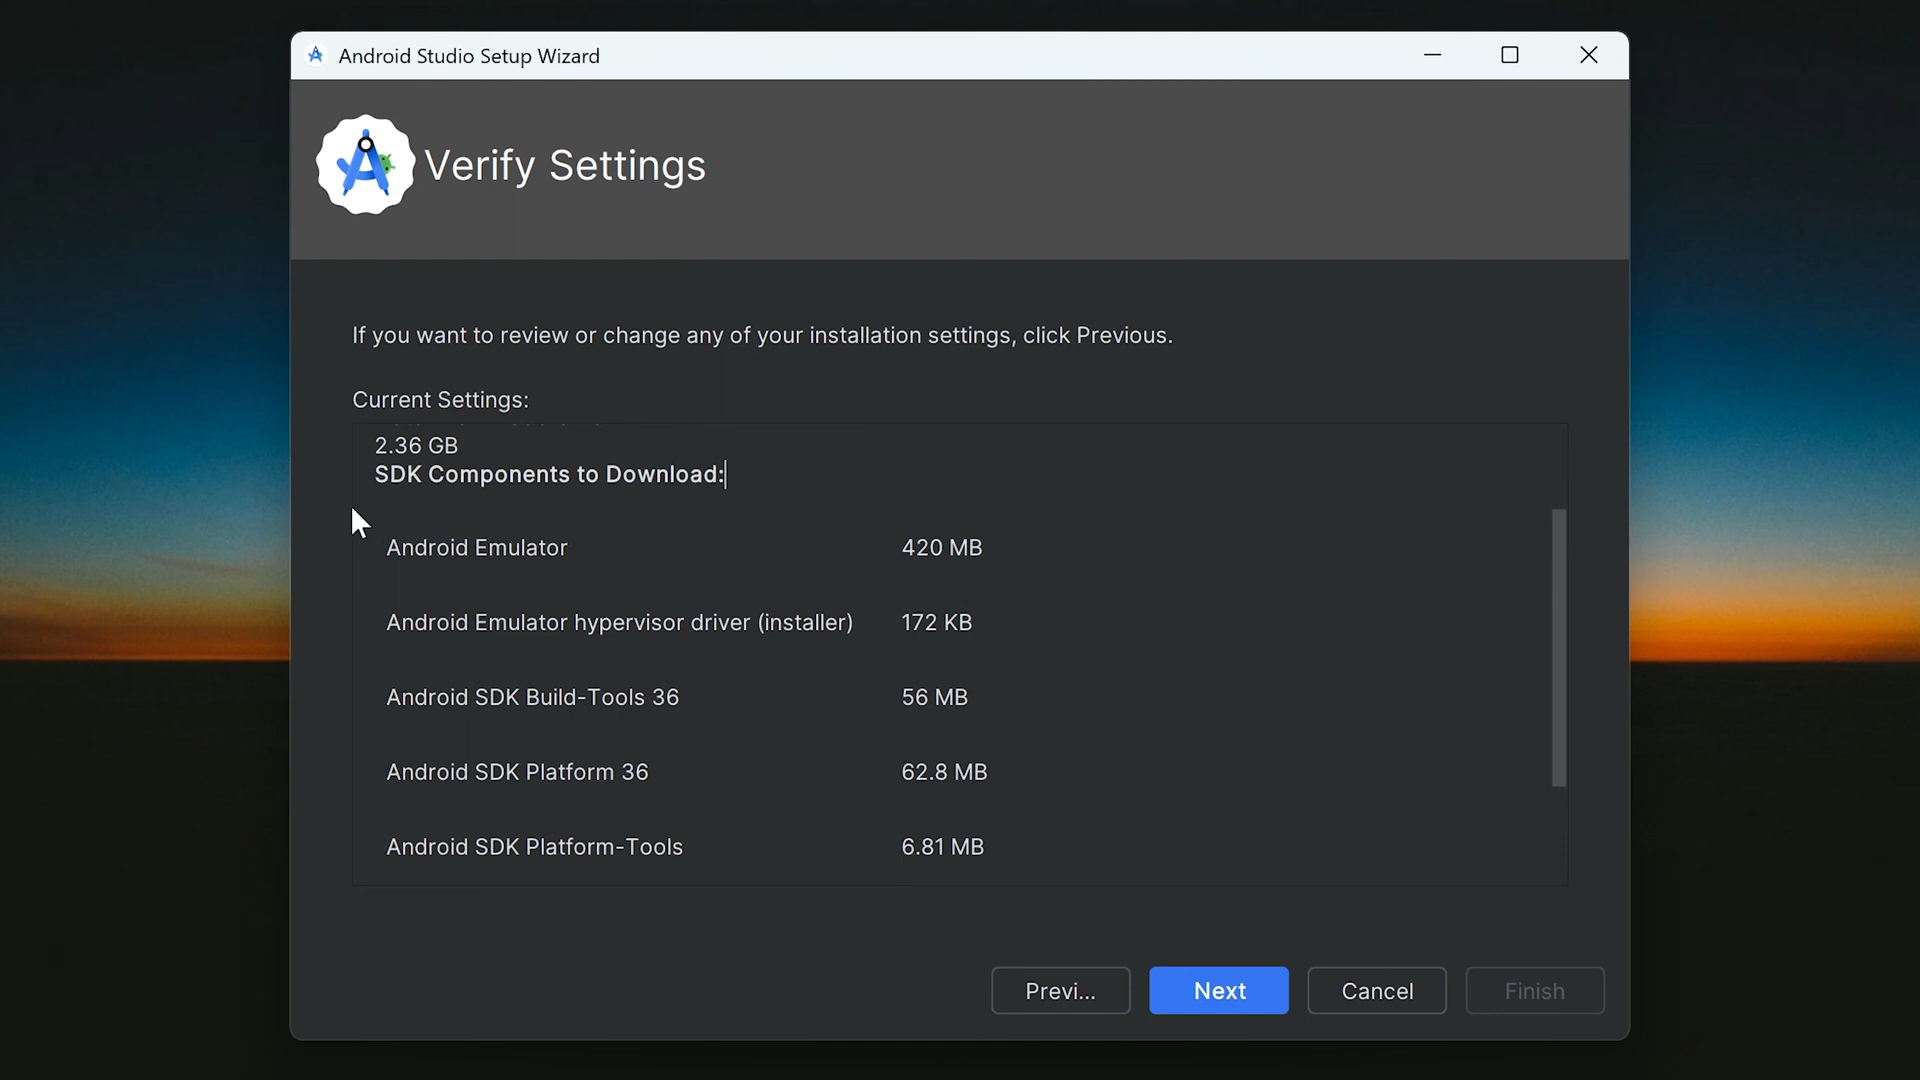 Android Studio Setup Wizard
Verify Settings
If you want to review or change any of your installation settings, click Previous.
Current Settings:
2.36 GB
SDK Components to Download:
Android Emulator 420 MB
Android Emulator hypervisor driver (installer) 172 KB
Android SDK Build-Tools 36 56 MB
Android SDK Platform 36 62.8 MB
Android SDK Platform-Tools 6.81 MB
Previ... Next Cancel Finish